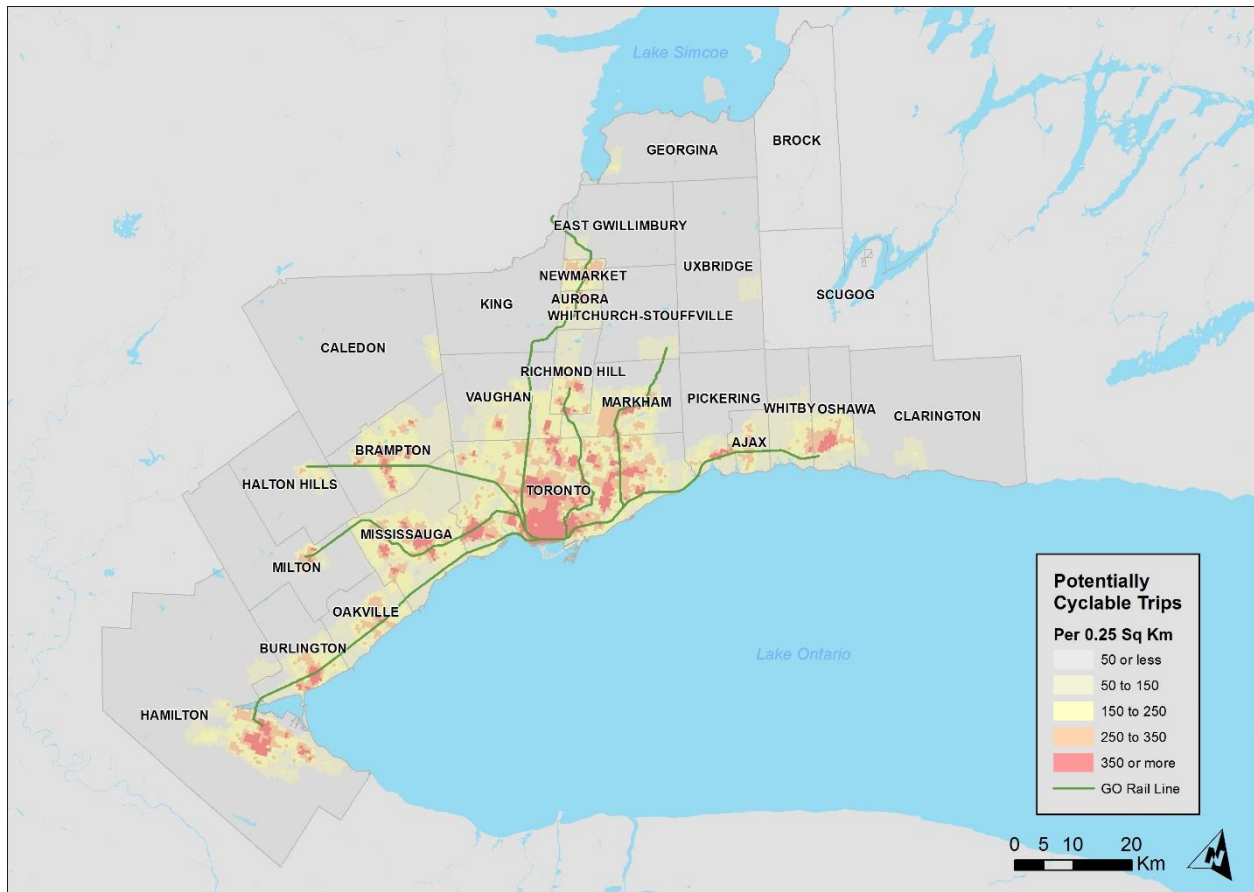 Lake Simcoe
GEORGINA
BROCK
EAST GWILLIMBURY
NEWMARKET
UXBRIDGE
KING
AURORA
SCUGOG
WHITCHURCH-STOUFFVILLE
CALEDON
RICHMOND HILL
VAUGHAN
MARKHAM
PICKERING
WHITBY
OSHAWA
CLARINGTON
BRAMPTON
AJAX
HALTON HILLS
TORONTO
MISSISSAUGA
MILTON
OAKVILLE
BURLINGTON
Lake Ontario
HAMILTON
Potentially
Cyclable Trips
Per 0.25 Sq Km
50 or less
50 to 150
150 to 250
250 to 350
350 or more
GO Rail Line
0 5 10 20
Km
N